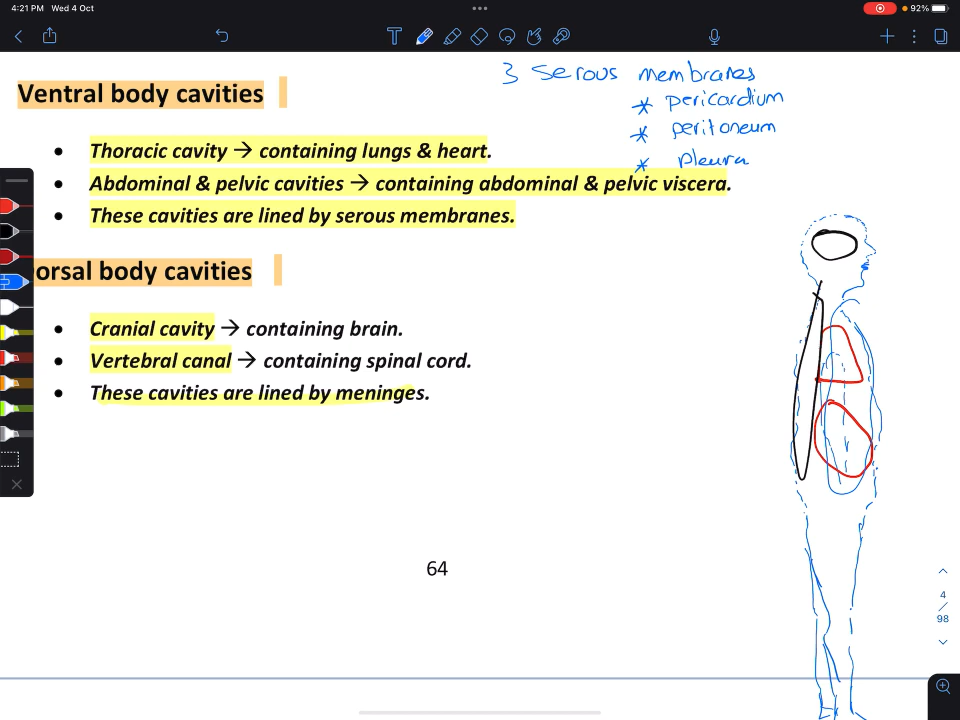 4:21 PM Wed 4 Oct
92%
3 Serous membranes
* pericardium
* peritoneum
* pleura
Ventral body cavities
• Thoracic cavity → containing lungs & heart.
• Abdominal & pelvic cavities → containing abdominal & pelvic viscera.
• These cavities are lined by serous membranes.
orsal body cavities
• Cranial cavity → containing brain.
• Vertebral canal → containing spinal cord.
• These cavities are lined by meninges.
64
4
/
98